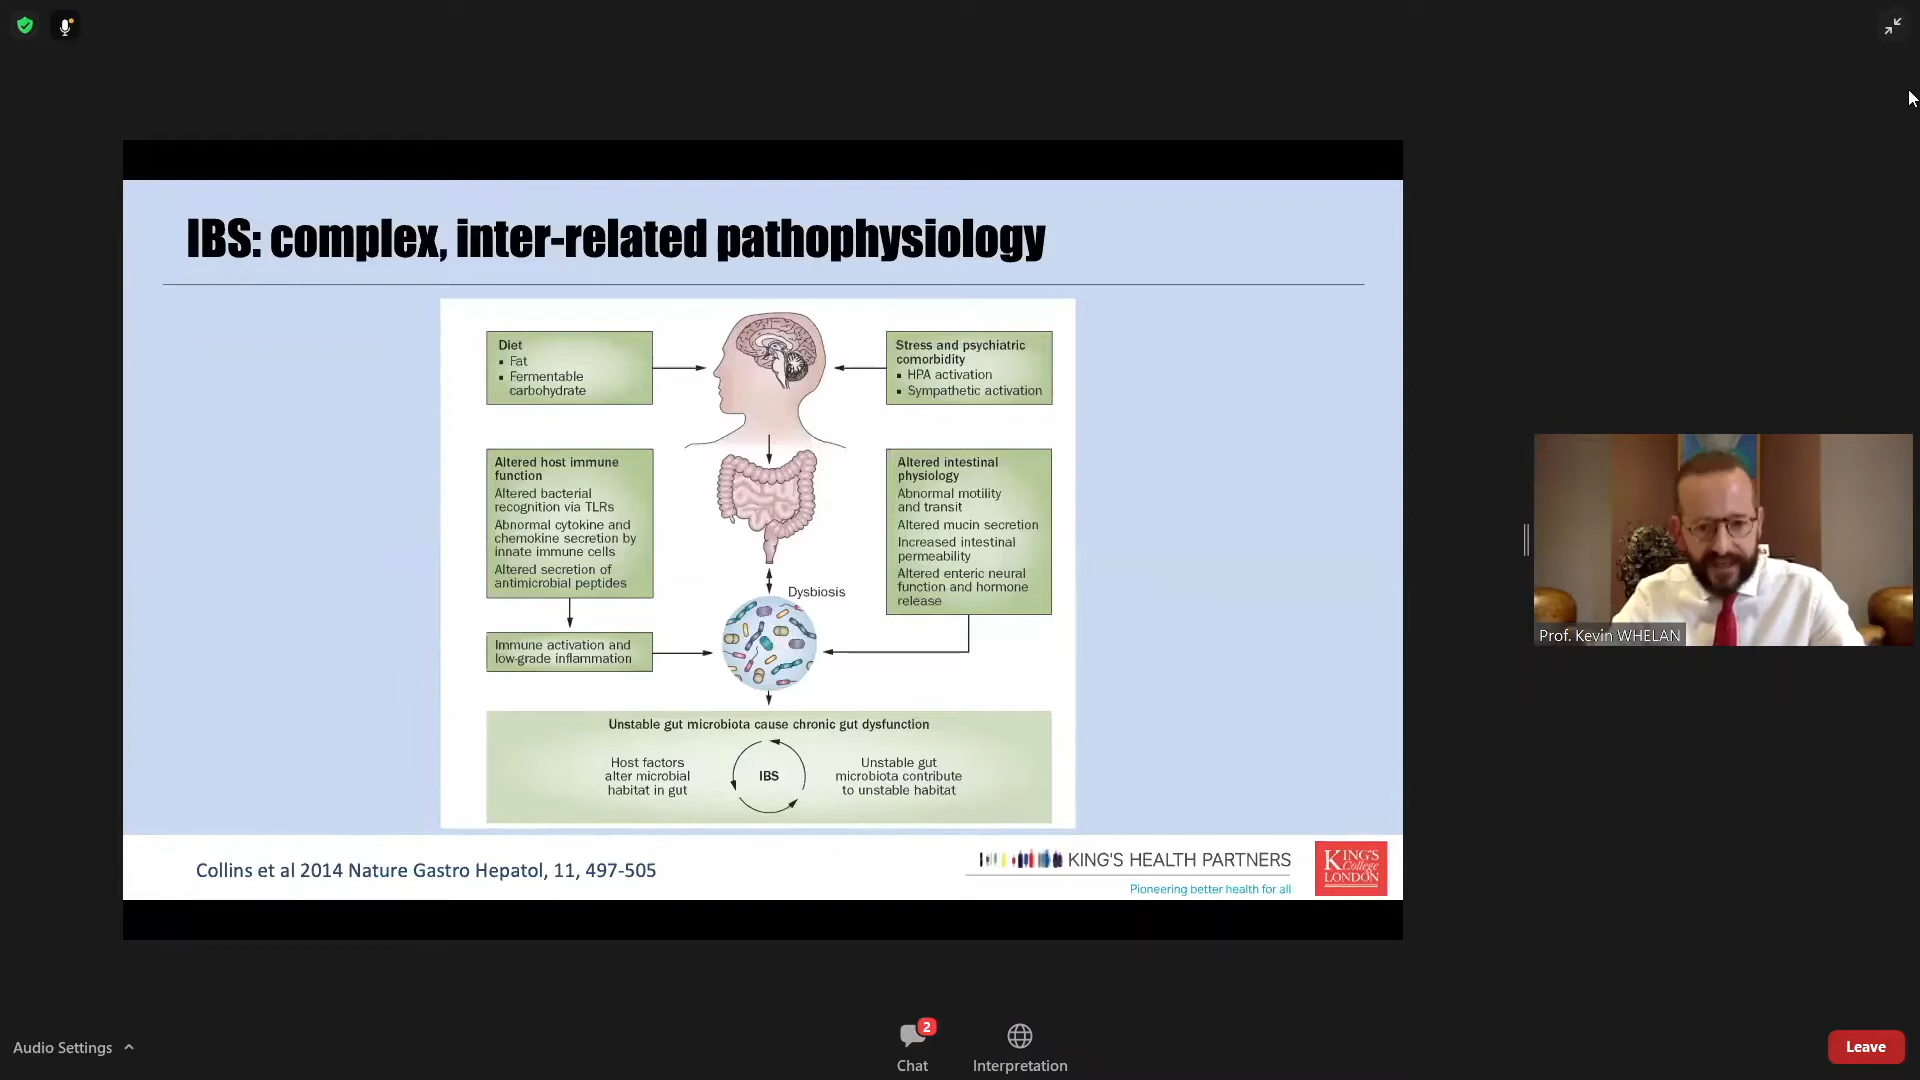 IBS: complex, inter-related pathophysiology
Diet
▪ Fat
▪ Fermentable
carbohydrate
Stress and psychiatric
comorbidity
▪ HPA activation
▪ Sympathetic activation
Altered host immune
function
Altered bacterial
recognition via TLRs
Abnormal cytokine and
chemokine secretion by
innate immune cells
Altered secretion of
antimicrobial peptides
Altered intestinal
physiology
Abnormal motility
and transit
Altered mucin secretion
Increased intestinal
permeability
Altered enteric neural
function and hormone
release
Dysbiosis
Immune activation and
low-grade inflammation
Unstable gut microbiota cause chronic gut dysfunction
Host factors
alter microbial
habitat in gut
IBS
Unstable gut
microbiota contribute
to unstable habitat
Collins et al 2014 Nature Gastro Hepatol, 11, 497-505
KING'S HEALTH PARTNERS
Pioneering better health for all
KING'S
College
LONDON
Prof. Kevin WHELAN
Audio Settings
2
Chat
Interpretation
Leave